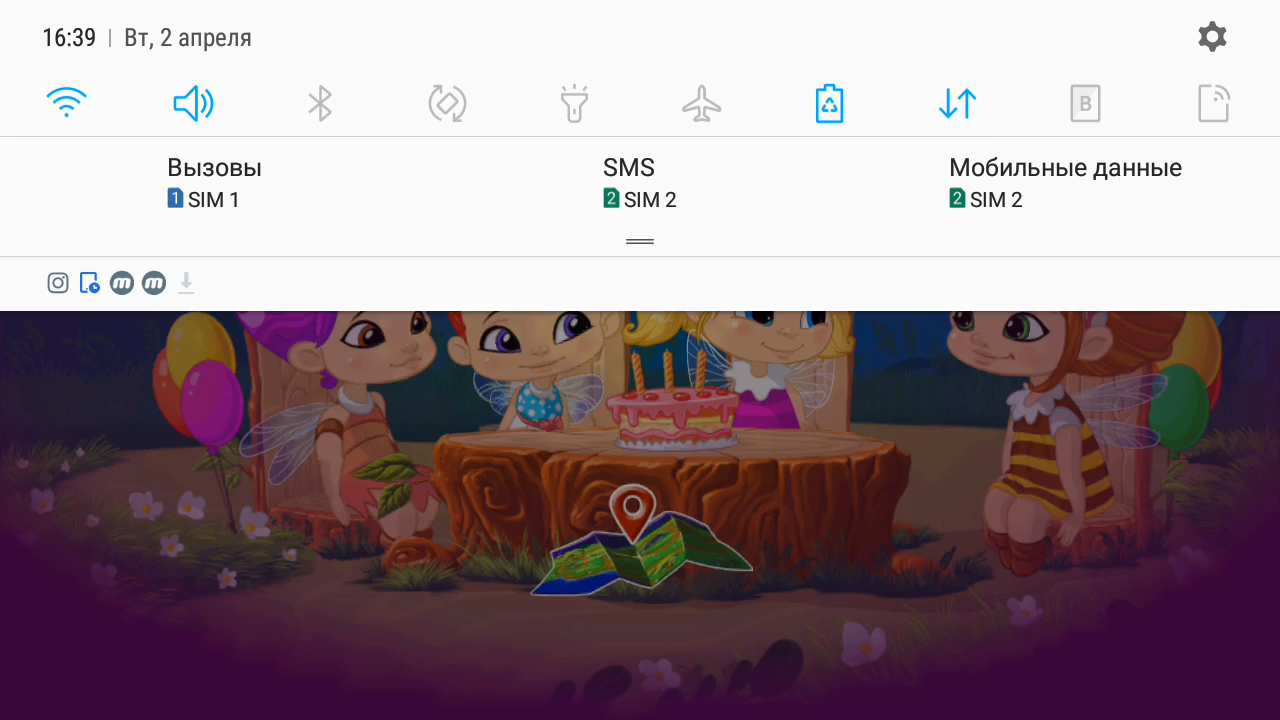 16:39 | Вт, 2 апреля
B
Вызовы
1 SIM 1
SMS
2 SIM 2
Мобильные данные
2 SIM 2
m m